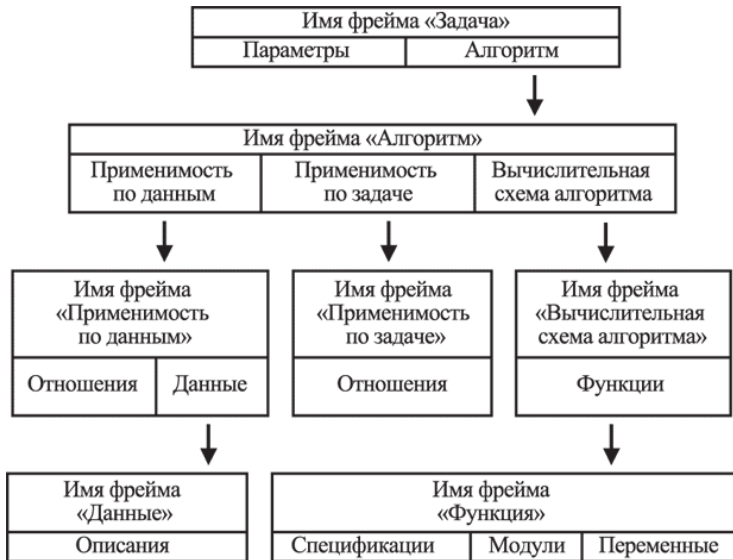 Имя фрейма «Задача»
Параметры
Алгоритм
Имя фрейма «Алгоритм»
Применимость
по данным
Применимость
по задаче
Вычислительная
схема алгоритма
Имя фрейма
«Применимость
по данным»
Отношения
Данные
Имя фрейма
«Применимость
по задаче»
Отношения
Имя фрейма
«Вычислительная
схема алгоритма»
Функции
Имя фрейма
«Данные»
Описания
Имя фрейма
«Функция»
Спецификации
Модули
Переменные